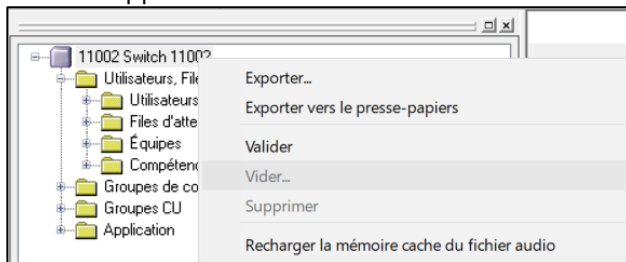 11002 Switch 11002
Utilisateurs, File
Utilisateurs
Files d'atte
Équipes
Compéten
Groupes de co
Groupes CU
Application
Exporter...
Exporter vers le presse-papiers
Valider
Vider...
Supprimer
Recharger la mémoire cache du fichier audio